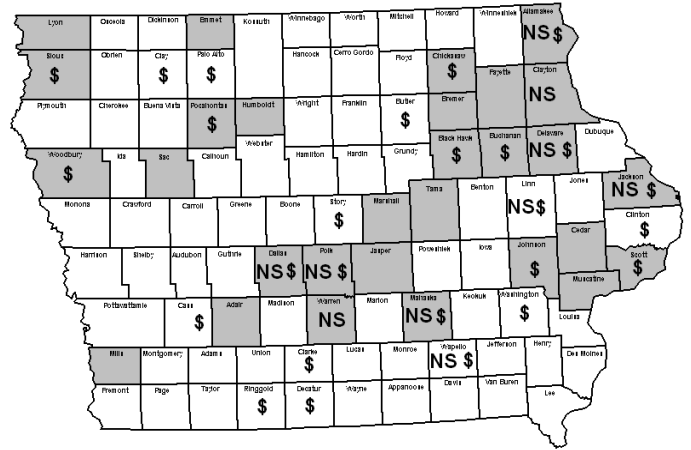 Lyon Osceola Dickinson Emmet Kossuth Winnebago Worth Mitchell Howard Winneshiek Allamakee
NS $
Sioux Obrien Clay Palo Alto Hancock Cerro Gordo Floyd Chickasaw Fayette Clayton
$ $ $ $ NS
Plymouth Cherokee Buena Vista Pocahontas Humboldt Wright Franklin Butler Bremer
$ $
Woodbury Ida Sac Calhoun Webster Hamilton Hardin Grundy Black Hawk Buchanan Delaware Dubuque
$ $ $ NS $
Monona Crawford Carroll Greene Boone Story Marshall Tama Benton Linn Jones Jackson
$ NS $ NS $
Harrison Shelby Audubon Guthrie Dallas Polk Jasper Poweshiek Iowa Johnson Cedar Clinton Scott
NS $ NS $ $ $ $
Pottawattamie Cass Adair Madison Warren Marion Mahaska Keokuk Washington Muscatine Louisa
$ NS NS $ $
Mills Montgomery Adams Union Clarke Lucas Monroe Wapello Jefferson Henry Des Moines
$ NS $
Fremont Page Taylor Ringgold Decatur Wayne Appanoose Davis Van Buren Lee
$ $